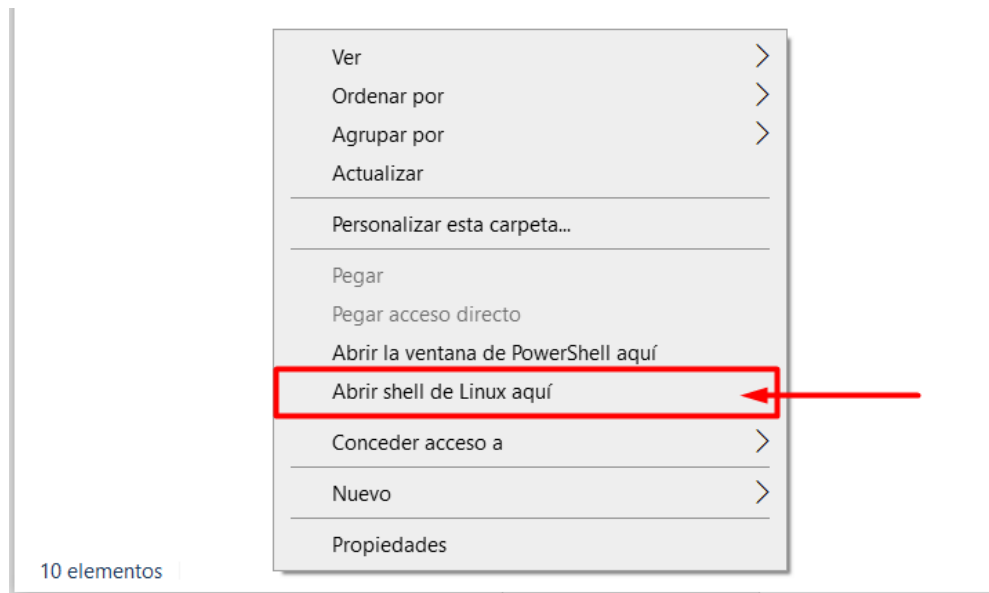 Ver
Ordenar por
Agrupar por
Actualizar
Personalizar esta carpeta...
Pegar
Pegar acceso directo
Abrir la ventana de PowerShell aquí
Abrir shell de Linux aquí
Conceder acceso a
Nuevo
Propiedades
10 elementos